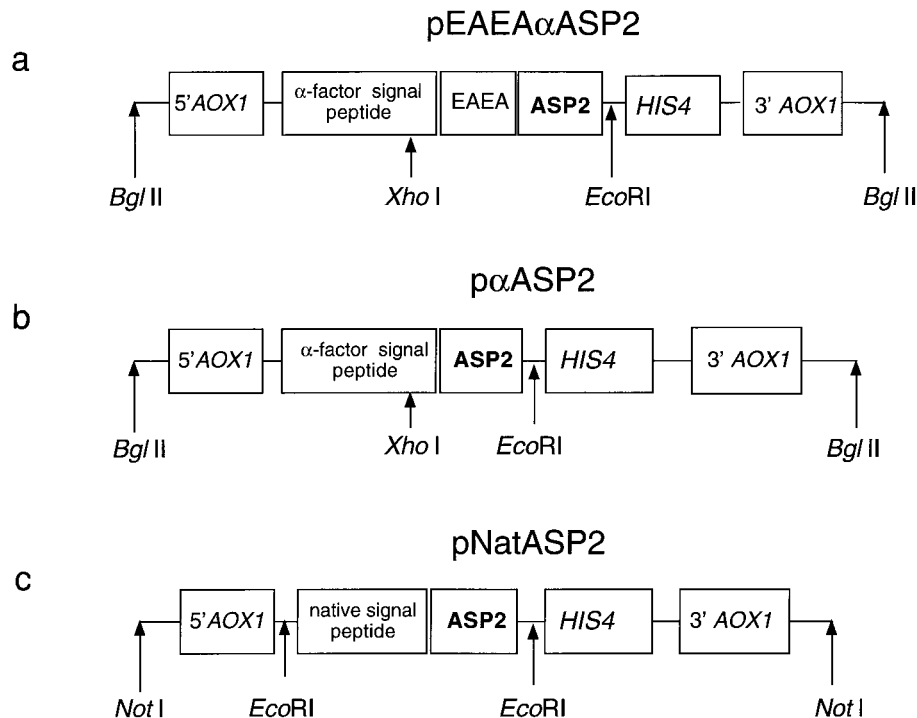 pEAEAαASP2
a
5' AOX1
α-factor signal
peptide
EAEA
ASP2
HIS4
3' AOX1
Bgl II
Xho I
EcoRI
Bgl II
pαASP2
b
5' AOX1
α-factor signal
peptide
ASP2
HIS4
3' AOX1
Bgl II
Xho I
EcoRI
Bgl II
pNatASP2
c
5' AOX1
native signal
peptide
ASP2
HIS4
3' AOX1
Not I
EcoRI
EcoRI
Not I